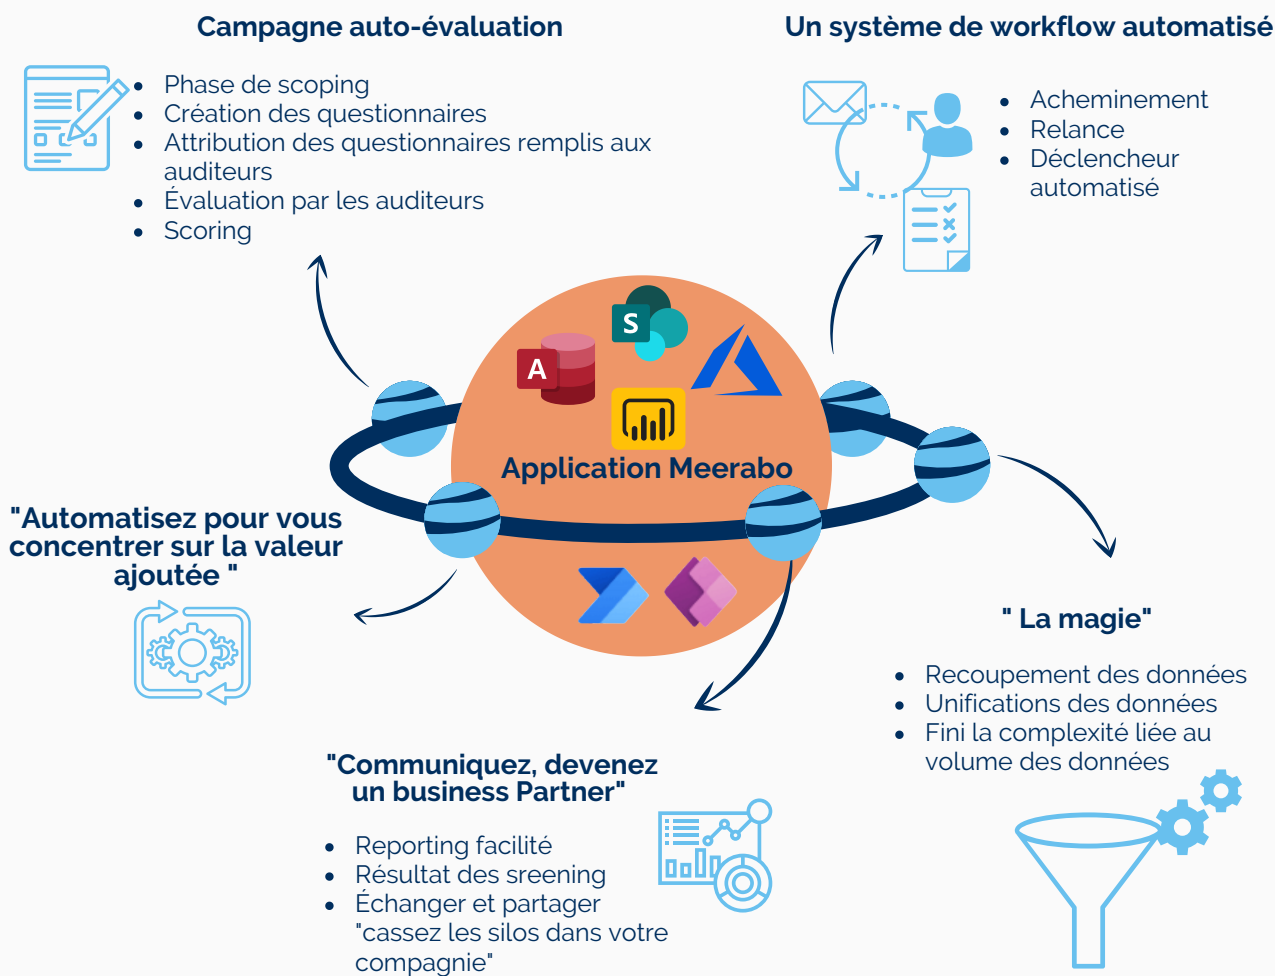 Campagne auto-évaluation
• Phase de scoping
• Création des questionnaires
• Attribution des questionnaires remplis aux
auditeurs
• Évaluation par les auditeurs
• Scoring
Un système de workflow automatisé
• Acheminement
• Relance
• Déclencheur
automatisé
S
A
Application Meerabo
"Automatisez pour vous
concentrer sur la valeur
ajoutée "
" La magie"
• Recoupement des données
• Unifications des données
• Fini la complexité liée au
volume des données
"Communiquez, devenez
un business Partner"
• Reporting facilité
• Résultat des sreening
• Échanger et partager
"cassez les silos dans votre
compagnie"